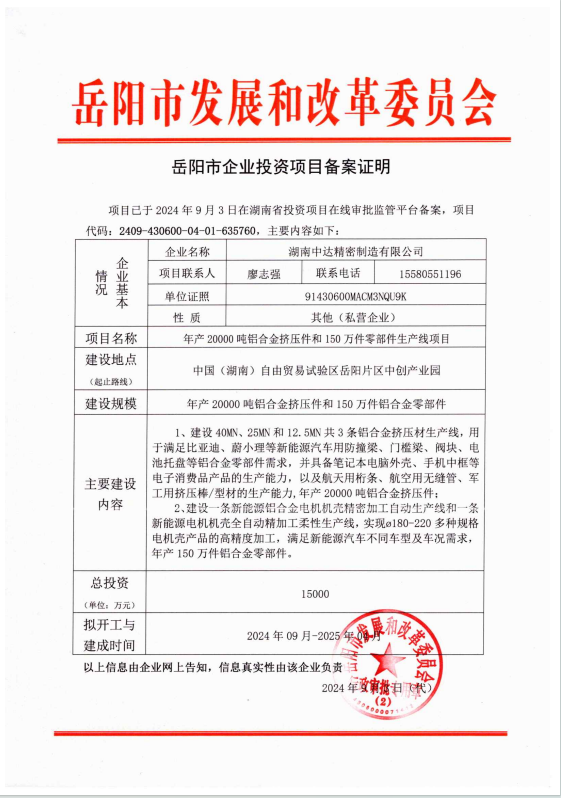 岳阳市发展和改革委员会
岳阳市企业投资项目备案证明
项目已于 2024 年 9 月 3 日在湖南省投资项目在线审批监管平台备案，项目
代码：2409-430600-04-01-635760，主要内容如下：
企业基本
情况
企业名称 湖南中达精密制造有限公司
项目联系人 廖志强 联系电话 15580551196
单位证照 91430600MACM3NQU9K
性 质 其他（私营企业）
项目名称 年产 20000 吨铝合金挤压件和 150 万件零部件生产线项目
建设地点
（起止路线）
中国（湖南）自由贸易试验区岳阳片区中创产业园
建设规模 年产 20000 吨铝合金挤压件和 150 万件铝合金零部件
主要建设
内容
1、建设 40MN、25MN 和 12.5MN 共 3 条铝合金挤压材生产线，用
于满足比亚迪、蔚小理等新能源汽车用防撞梁、门槛梁、阀块、电
池托盘等铝合金零部件需求，并具备笔记本电脑外壳、手机中框等
电子消费品产品的生产能力，以及航天用桁条、航空用无缝管、军
工用挤压棒/型材的生产能力,年产 20000 吨铝合金挤压件；
2、建设一条新能源铝合金电机机壳精密加工自动生产线和一条
新能源电机机壳全自动精加工柔性生产线，实现ø180-220 多种规格
电机壳产品的高精度加工，满足新能源汽车不同车型及车况需求，
年产 150 万件铝合金零部件。
总投资
（单位：万元）
15000
拟开工与
建成时间
2024 年 09 月-2025 年 月
以上信息由企业网上告知，信息真实性由该企业负责
2024 年 9 月 日（代）
岳阳市发展和改革委员会
行政审批专用章
（2）